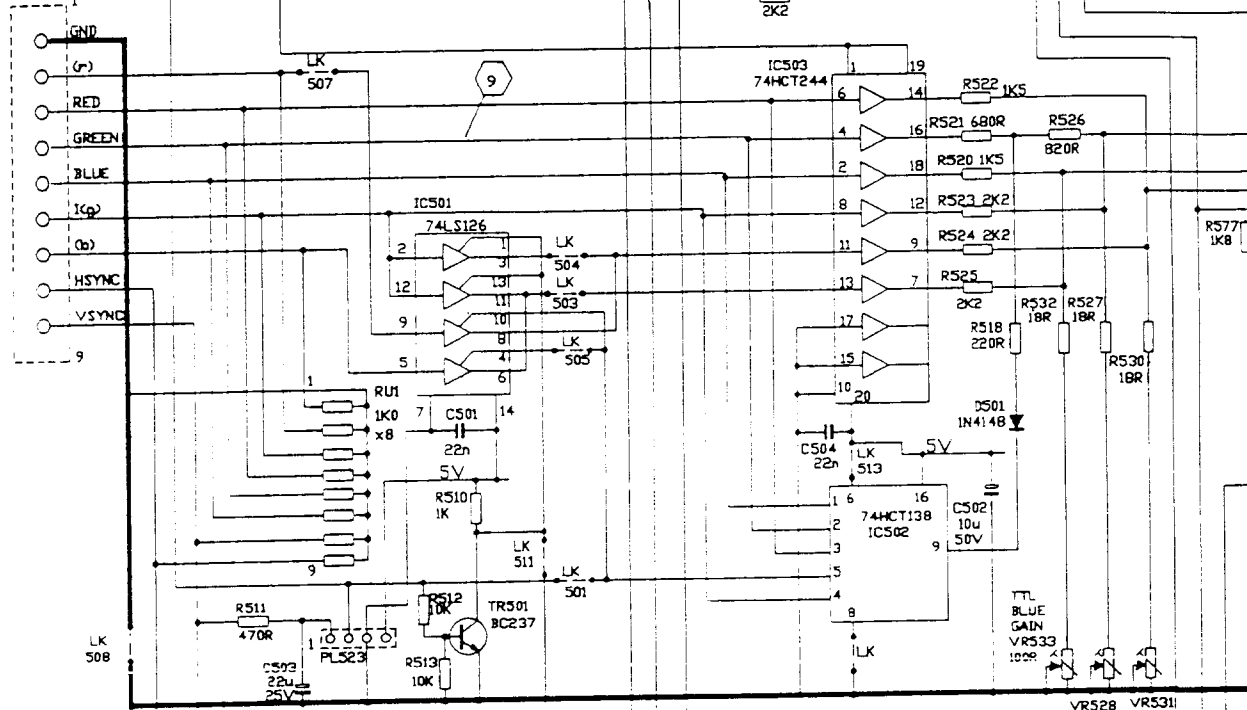 1
2K2
GND
(r)
RED
GREEN
BLUE
I(g)
(b)
HSYNC
VSYNC
9
LK
507
9
IC503
74HCT244
1
19
6
14
R522
1K5
4
16
R521 680R
R526
820R
2
18
R520 1K5
8
12
R523 2K2
11
9
R524 2K2
13
7
R525
2K2
17
15
10
20
R577
1K8
IC501
74LS126
2
1
3
LK
504
12
13
11
LK
503
9
10
8
LK
505
5
4
6
7
14
C501
22n
1
RU1
1K0
x8
9
5V
R510
1K
LK
511
LK
501
R512
10K
TR501
BC237
R513
10K
R511
470R
1
PL523
C503
22u
25V
LK
508
R518
220R
R532
18R
R527
18R
R530
18R
D501
1N4148
C504
22n
LK
513
5V
6
16
74HCT138
IC502
1
2
3
5
4
8
9
C502
10u
50V
LK
TTL
BLUE
GAIN
VR533
100R
VR528
VR531